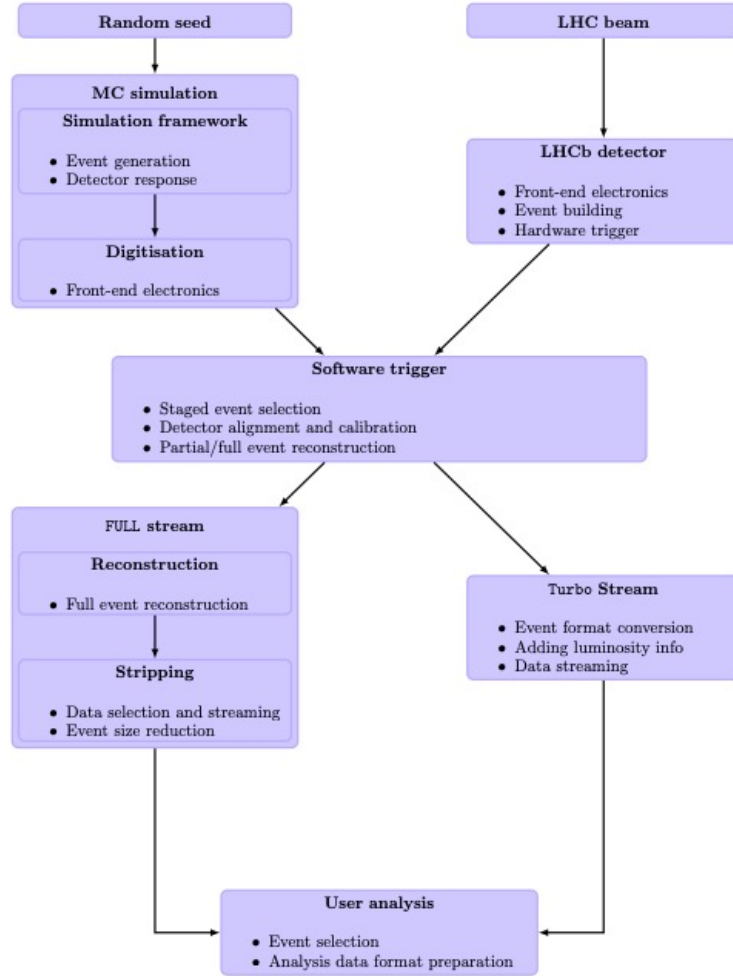 Random seed
LHC beam
MC simulation
Simulation framework
• Event generation
• Detector response
Digitisation
• Front-end electronics
LHCb detector
• Front-end electronics
• Event building
• Hardware trigger
Software trigger
• Staged event selection
• Detector alignment and calibration
• Partial/full event reconstruction
FULL stream
Reconstruction
• Full event reconstruction
Stripping
• Data selection and streaming
• Event size reduction
Turbo Stream
• Event format conversion
• Adding luminosity info
• Data streaming
User analysis
• Event selection
• Analysis data format preparation